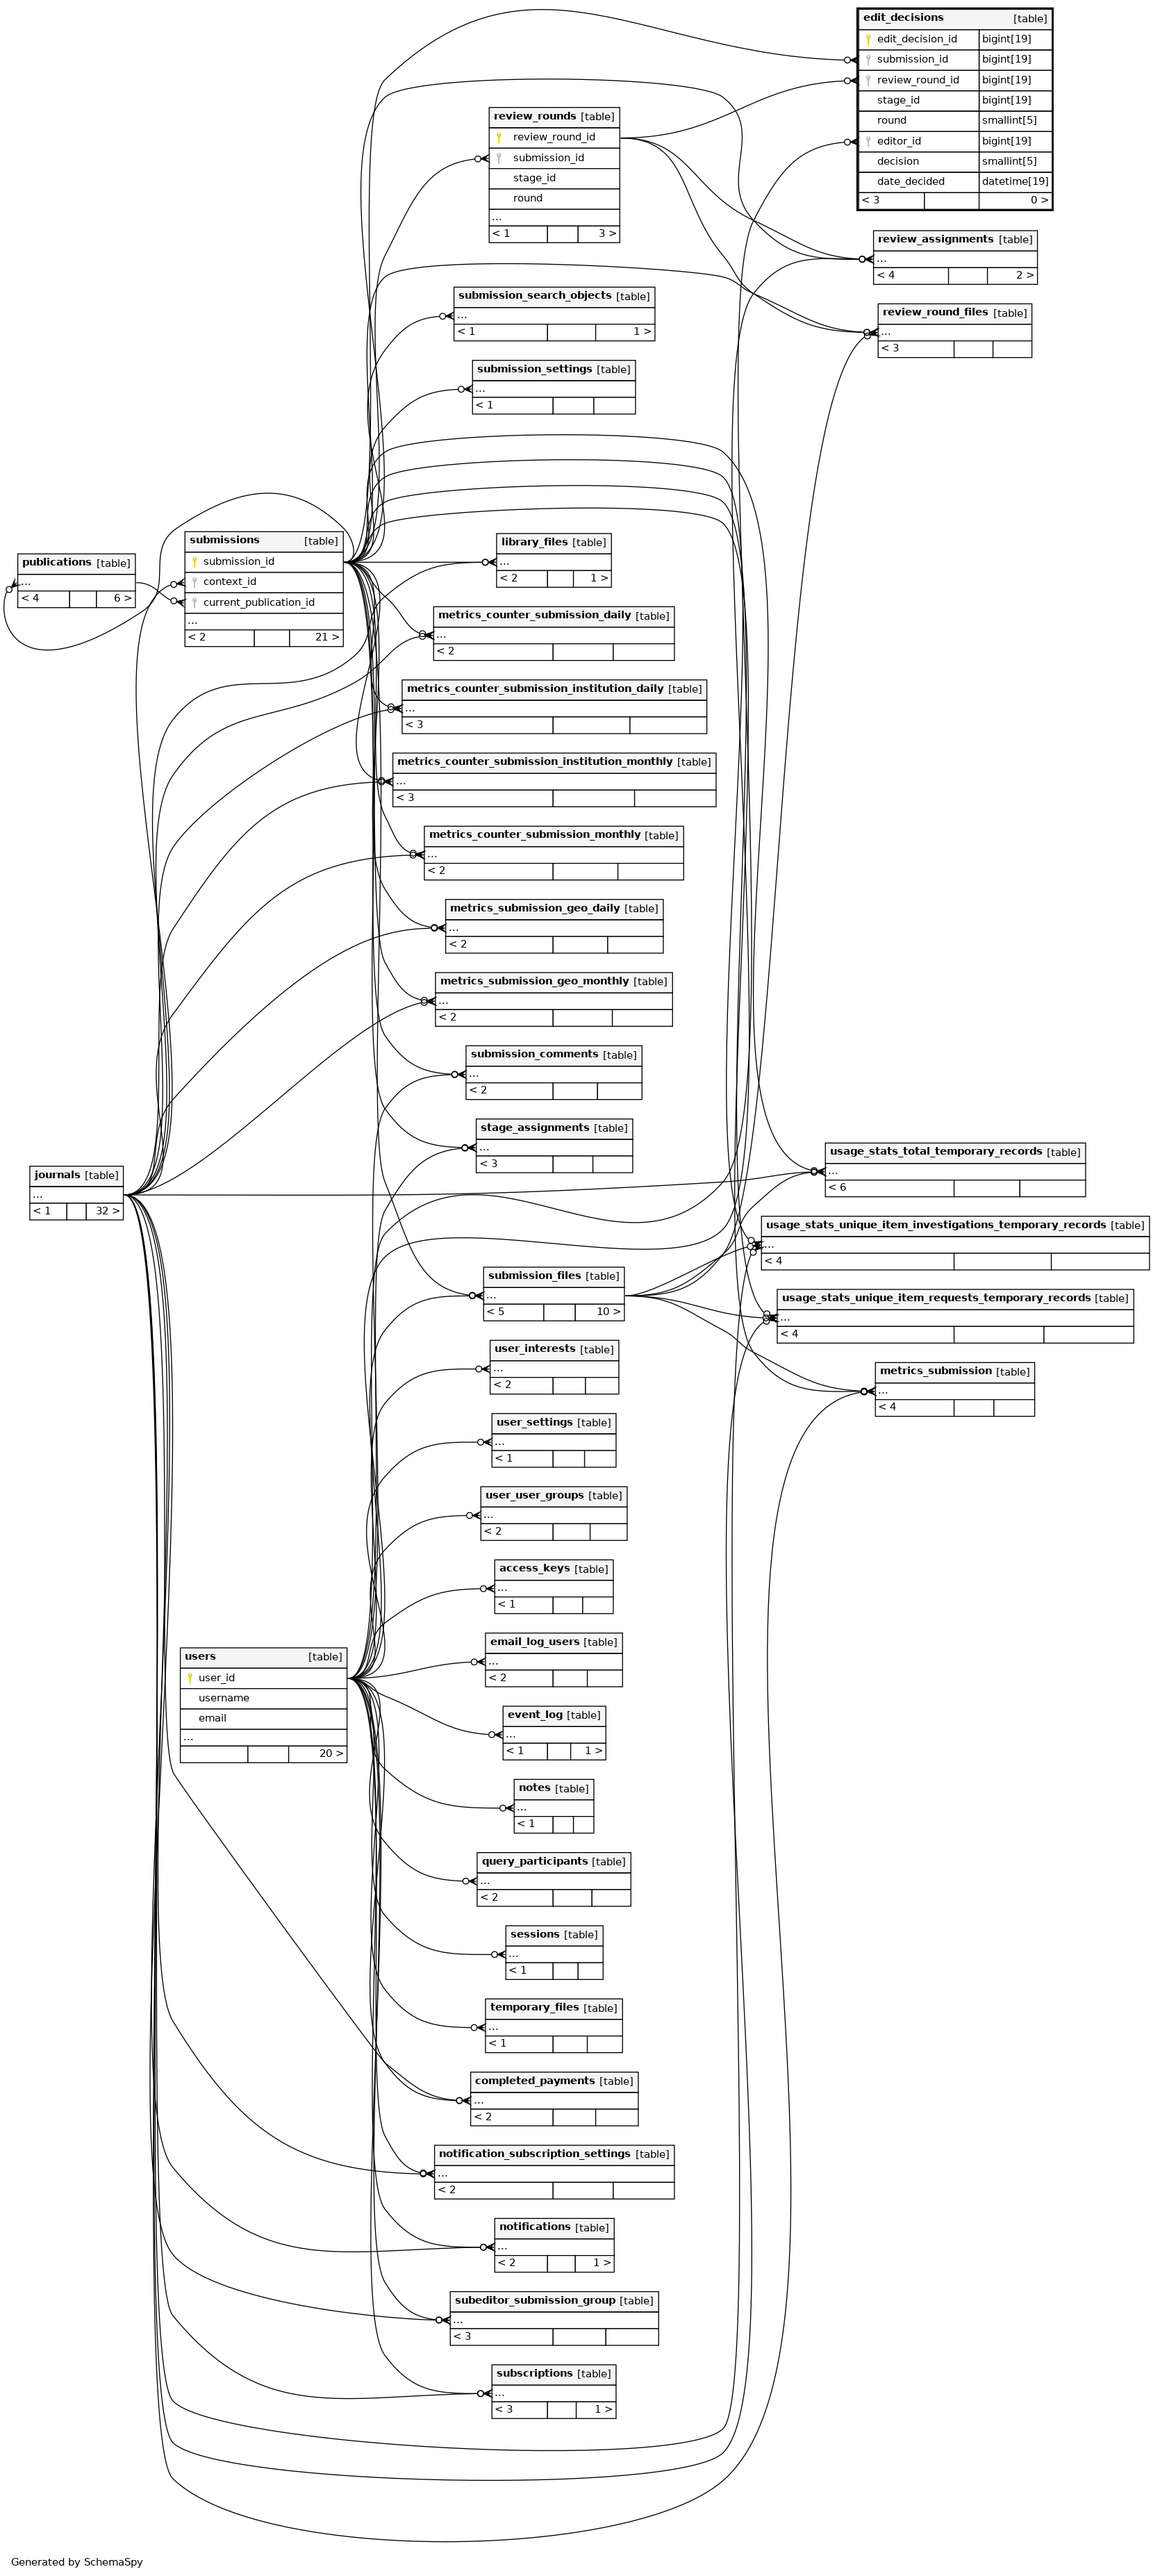 edit_decisions [table]
edit_decision_id bigint[19]
submission_id bigint[19]
review_round_id bigint[19]
stage_id bigint[19]
round smallint[5]
editor_id bigint[19]
decision smallint[5]
date_decided datetime[19]
< 3 0 >
review_rounds [table]
review_round_id
submission_id
stage_id
round
...
< 1 3 >
review_assignments [table]
...
< 4 2 >
submission_search_objects [table]
...
< 1 1 >
review_round_files [table]
...
< 3
submission_settings [table]
...
< 1
submissions [table]
submission_id
context_id
current_publication_id
...
< 2 21 >
publications [table]
...
< 4 6 >
library_files [table]
...
< 2 1 >
metrics_counter_submission_daily [table]
...
< 2
metrics_counter_submission_institution_daily [table]
...
< 3
metrics_counter_submission_institution_monthly [table]
...
< 3
metrics_counter_submission_monthly [table]
...
< 2
metrics_submission_geo_daily [table]
...
< 2
metrics_submission_geo_monthly [table]
...
< 2
submission_comments [table]
...
< 2
stage_assignments [table]
...
< 3
usage_stats_total_temporary_records [table]
...
< 6
journals [table]
...
< 1 32 >
usage_stats_unique_item_investigations_temporary_records [table]
...
< 4
submission_files [table]
...
< 5 10 >
usage_stats_unique_item_requests_temporary_records [table]
...
< 4
user_interests [table]
...
< 2
metrics_submission [table]
...
< 4
user_settings [table]
...
< 1
user_user_groups [table]
...
< 2
access_keys [table]
...
< 1
email_log_users [table]
...
< 2
users [table]
user_id
username
email
...
20 >
event_log [table]
...
< 1 1 >
notes [table]
...
< 1
query_participants [table]
...
< 2
sessions [table]
...
< 1
temporary_files [table]
...
< 1
completed_payments [table]
...
< 2
notification_subscription_settings [table]
...
< 2
notifications [table]
...
< 2 1 >
subeditor_submission_group [table]
...
< 3
subscriptions [table]
...
< 3 1 >
Generated by SchemaSpy